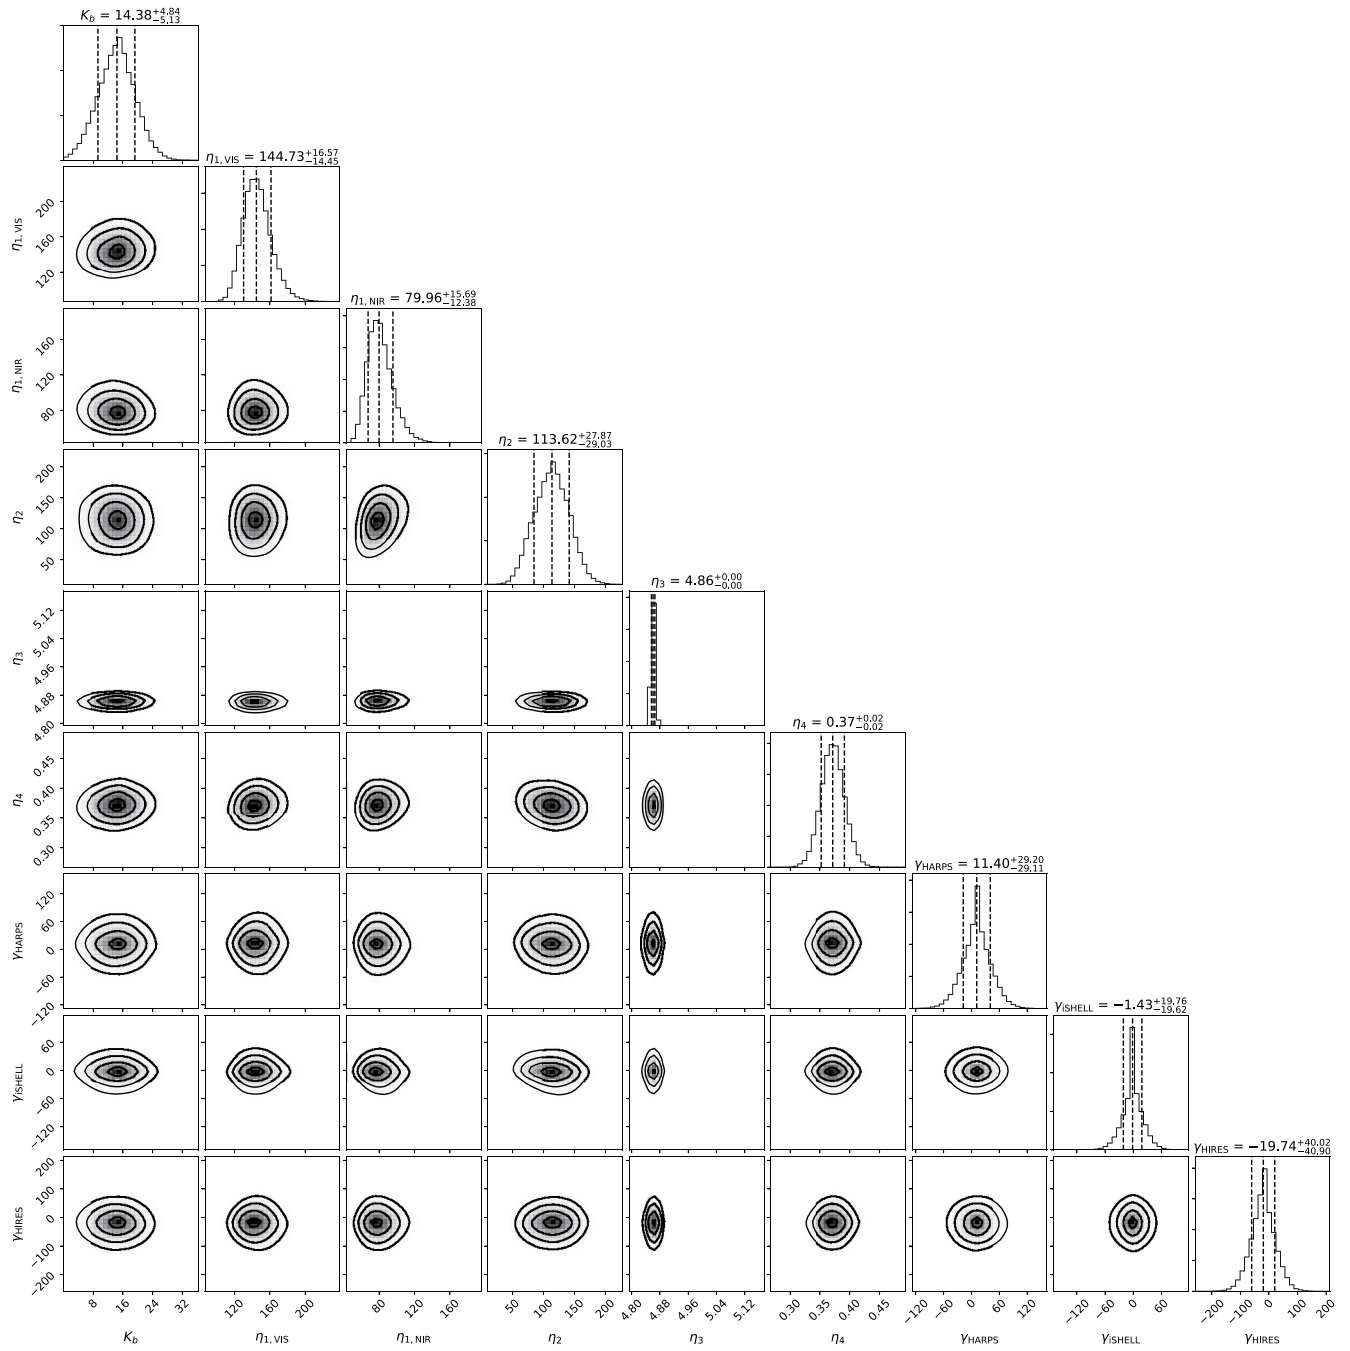 K_b = 14.38^{+4.84}_{−5.13}
η_{1, VIS} = 144.73^{+16.57}_{−14.45}
η_{1, VIS}
200
160
120
η_{1, NIR} = 79.96^{+15.69}_{−12.38}
η_{1, NIR}
160
120
80
η_2 = 113.62^{+27.87}_{−29.03}
η_2
200
150
100
50
η_3 = 4.86^{+0.00}_{−0.00}
η_3
5.12
5.04
4.96
4.88
4.80
η_4 = 0.37^{+0.02}_{−0.02}
η_4
0.45
0.40
0.35
0.30
γ_{HARPS} = 11.40^{+29.20}_{−29.11}
γ_{HARPS}
120
60
0
−60
−120
γ_{iSHELL} = −1.43^{+19.76}_{−19.62}
γ_{iSHELL}
60
0
−60
−120
γ_{HIRES} = −19.74^{+40.02}_{−40.90}
γ_{HIRES}
200
100
0
−100
−200
8 16 24 32 120 160 200 80 120 160 50 100 150 200 4.80 4.88 4.96 5.04 5.12 0.30 0.35 0.40 0.45 −120 −60 0 60 120 −120 −60 0 60 −200 −100 0 100 200
K_b η_{1, VIS} η_{1, NIR} η_2 η_3 η_4 γ_{HARPS} γ_{iSHELL} γ_{HIRES}